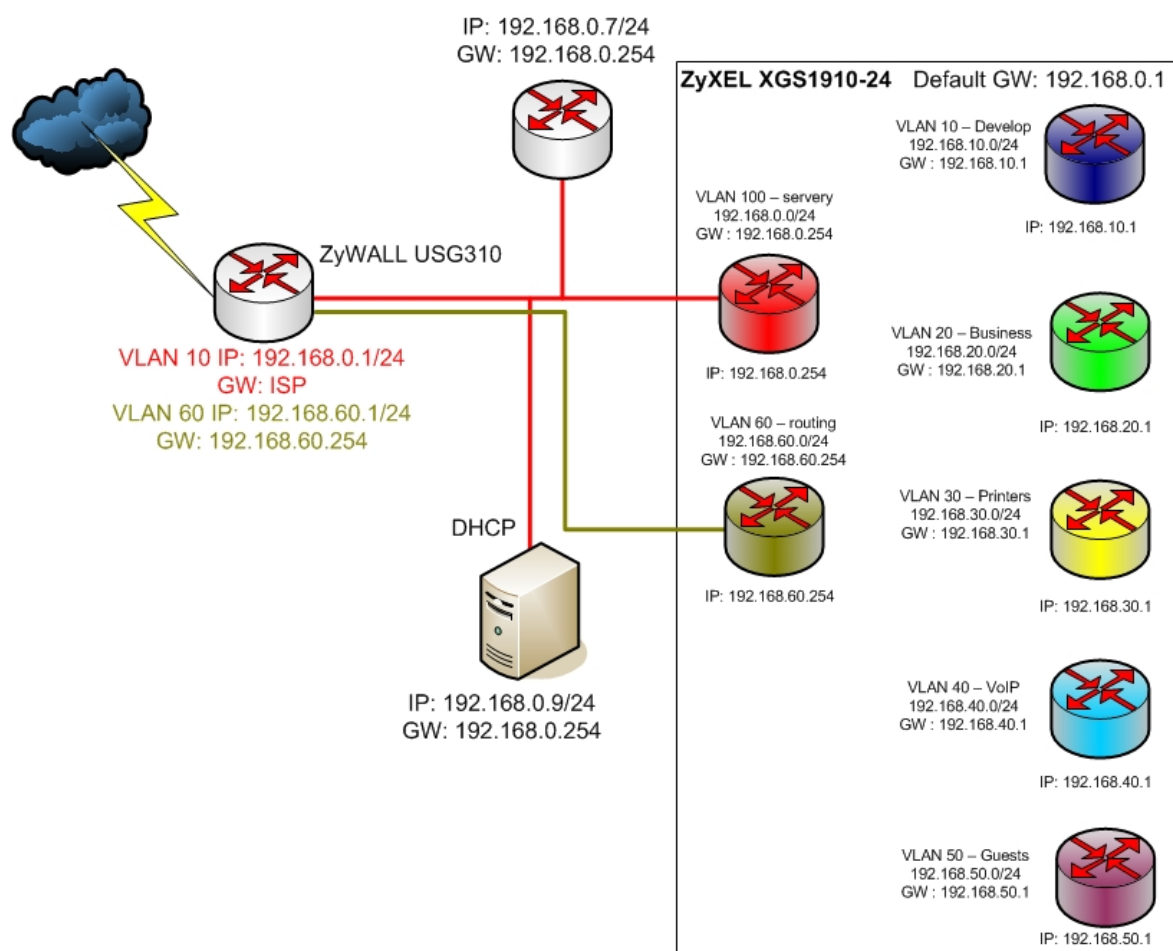 IP: 192.168.0.7/24
GW: 192.168.0.254
ZyXEL XGS1910-24 Default GW: 192.168.0.1
VLAN 10 – Develop
192.168.10.0/24
GW : 192.168.10.1
IP: 192.168.10.1
VLAN 100 – servery
192.168.0.0/24
GW : 192.168.0.254
IP: 192.168.0.254
ZyWALL USG310
VLAN 10 IP: 192.168.0.1/24
GW: ISP
VLAN 60 IP: 192.168.60.1/24
GW: 192.168.60.254
VLAN 20 – Business
192.168.20.0/24
GW : 192.168.20.1
IP: 192.168.20.1
VLAN 60 – routing
192.168.60.0/24
GW : 192.168.60.254
IP: 192.168.60.254
VLAN 30 – Printers
192.168.30.0/24
GW : 192.168.30.1
IP: 192.168.30.1
DHCP
IP: 192.168.0.9/24
GW: 192.168.0.254
VLAN 40 – VoIP
192.168.40.0/24
GW : 192.168.40.1
IP: 192.168.40.1
VLAN 50 – Guests
192.168.50.0/24
GW : 192.168.50.1
IP: 192.168.50.1